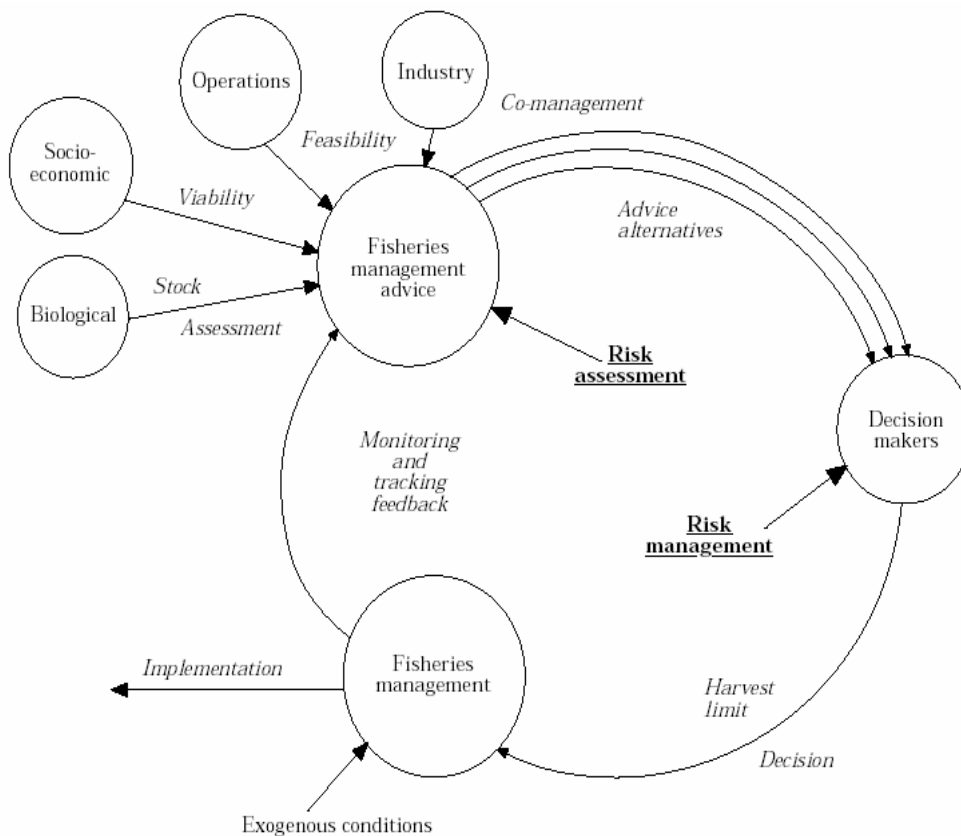 Operations
Industry
Co-management
Feasibility
Socio-
economic
Viability
Advice
alternatives
Fisheries
management
advice
Stock
Biological
Assessment
Risk
assessment
Decision
makers
Monitoring
and
tracking
feedback
Risk
management
Implementation
Fisheries
management
Harvest
limit
Decision
Exogenous conditions